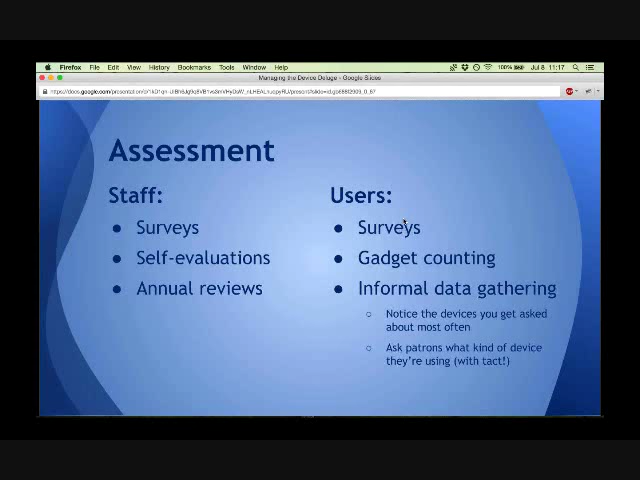 Firefox File Edit View History Bookmarks Tools Window Help 100% Jul 8 11:17
Managing the Device Deluge - Google Slides
Assessment
Staff:
Surveys
Self-evaluations
Annual reviews
Users:
Surveys
Gadget counting
Informal data gathering
Notice the devices you get asked
about most often
Ask patrons what kind of device
they're using (with tact!)